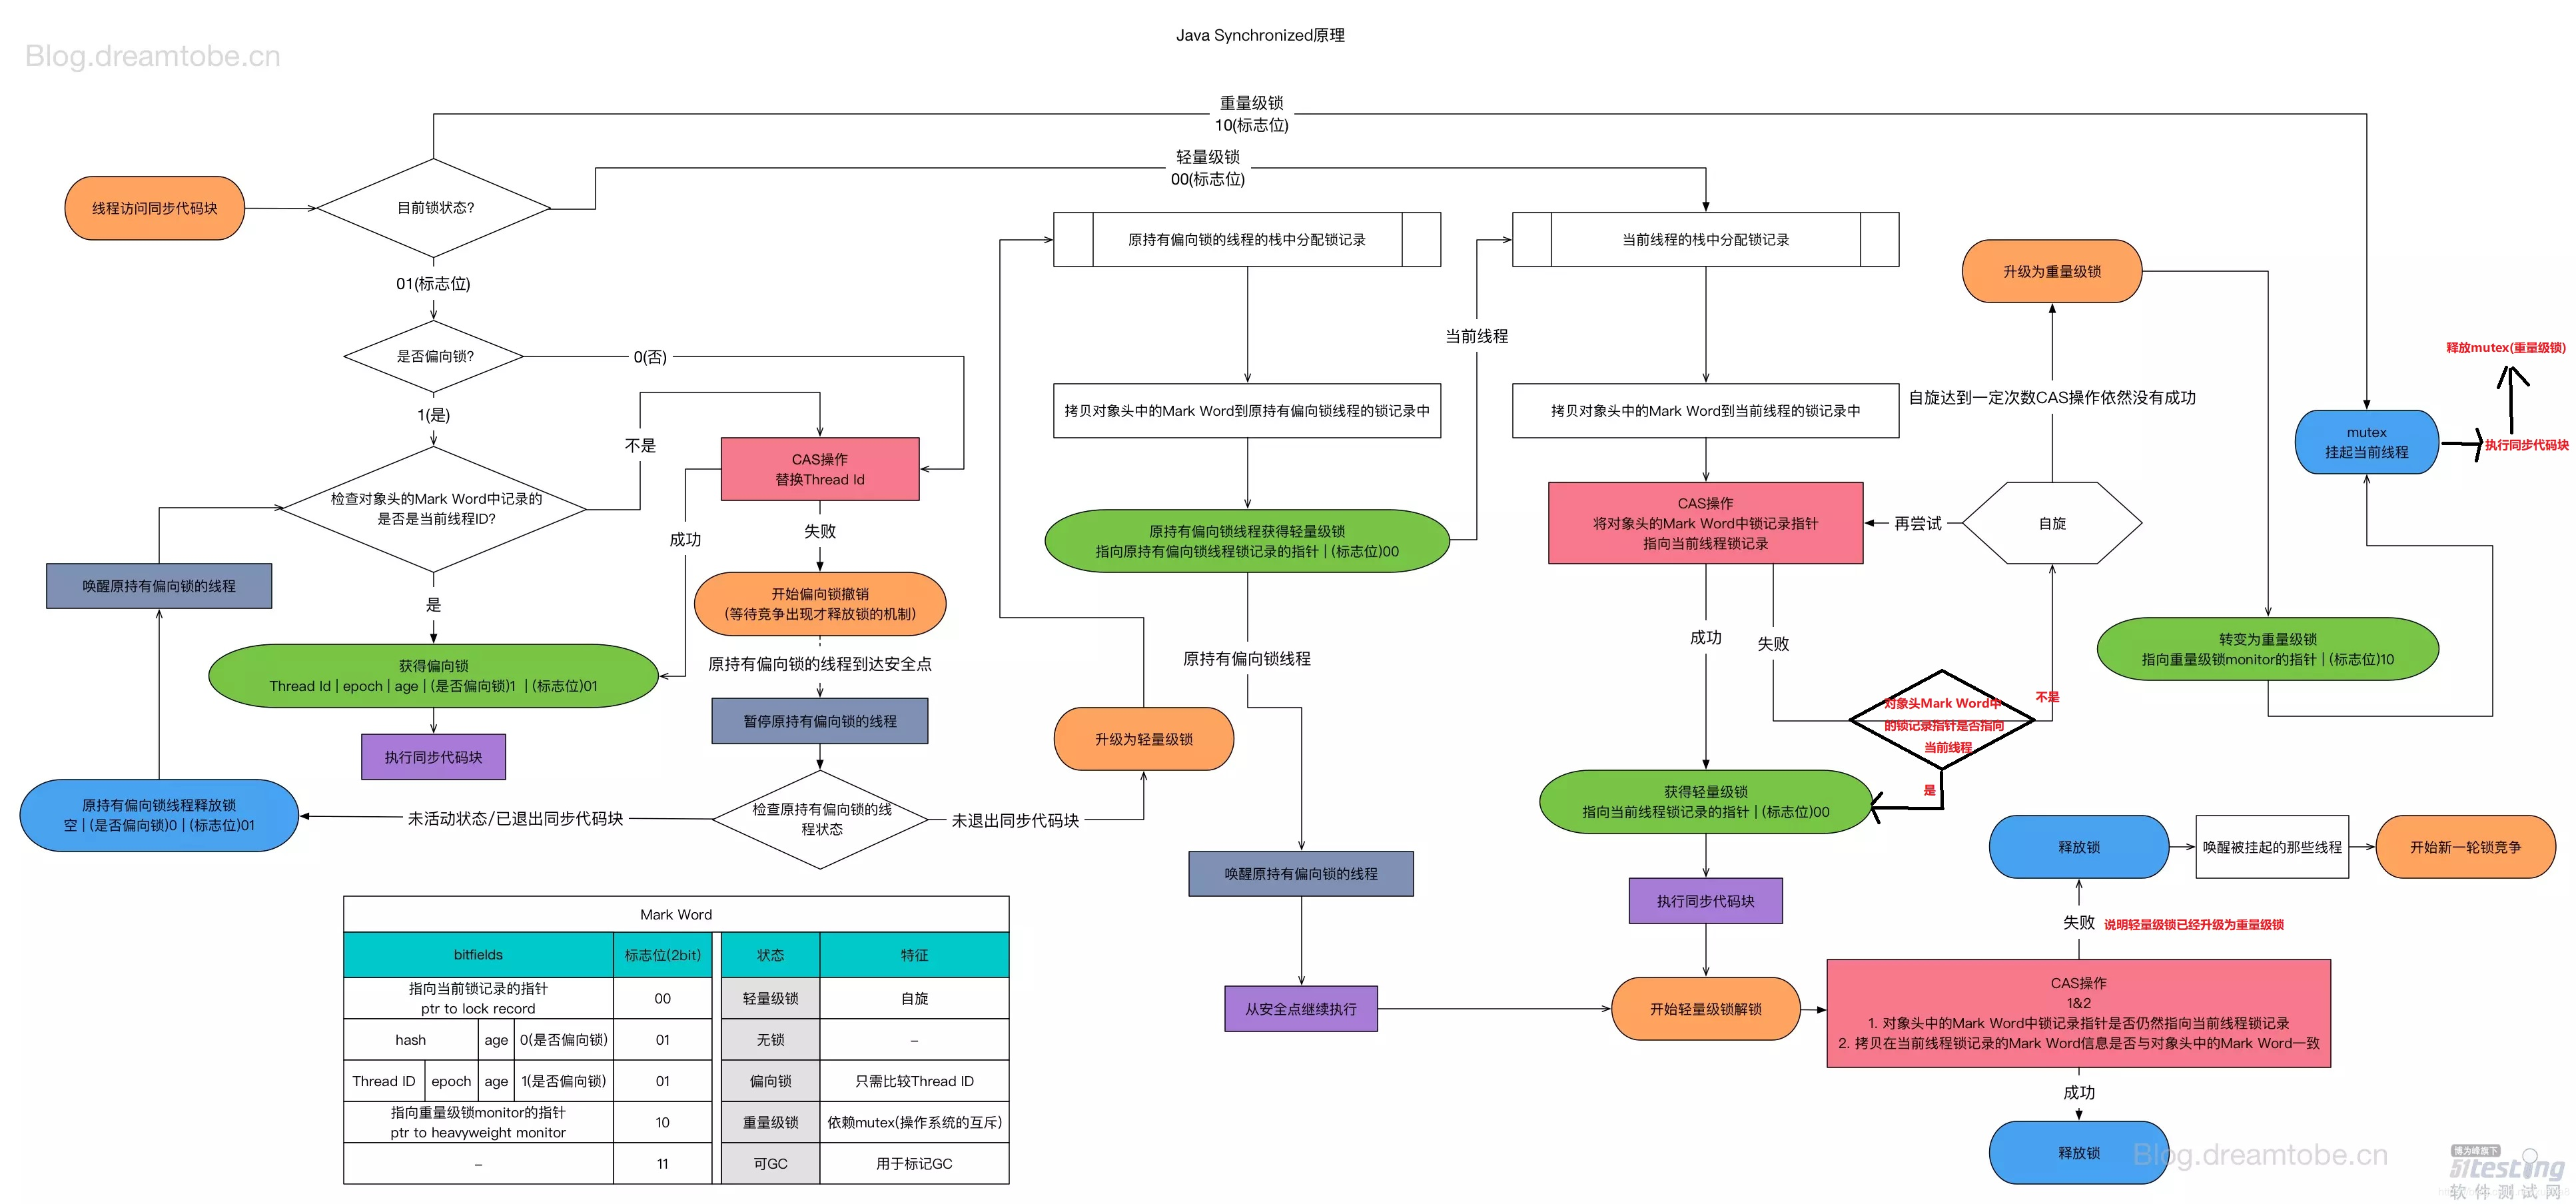 Java Synchronized原理
Blog.dreamtobe.cn
重量级锁
10(标志位)
轻量级锁
00(标志位)
线程访问同步代码块
目前锁状态?
01(标志位)
是否偏向锁?
0(否)
1(是)
不是
检查对象头的Mark Word中记录的
是否是当前线程ID?
CAS操作
替换Thread Id
成功
失败
是
唤醒原持有偏向锁的线程
开始偏向锁撤销
(等待竞争出现才释放锁的机制)
获得偏向锁
Thread Id | epoch | age | (是否偏向锁)1 | (标志位)01
原持有偏向锁的线程到达安全点
暂停原持有偏向锁的线程
执行同步代码块
原持有偏向锁线程释放锁
空 | (是否偏向锁)0 | (标志位)01
未活动状态/已退出同步代码块
检查原持有偏向锁的线
程状态
未退出同步代码块
升级为轻量级锁
原持有偏向锁的线程的栈中分配锁记录
拷贝对象头中的Mark Word到原持有偏向锁线程的锁记录中
原持有偏向锁线程获得轻量级锁
指向原持有偏向锁线程锁记录的指针 | (标志位)00
当前线程
原持有偏向锁线程
唤醒原持有偏向锁的线程
从安全点继续执行
当前线程的栈中分配锁记录
拷贝对象头中的Mark Word到当前线程的锁记录中
CAS操作
将对象头的Mark Word中锁记录指针
指向当前线程锁记录
再尝试
自旋
自旋达到一定次数CAS操作依然没有成功
升级为重量级锁
成功
失败
对象头Mark Word中
的锁记录指针是否指向
当前线程
不是
是
获得轻量级锁
指向当前线程锁记录的指针 | (标志位)00
执行同步代码块
开始轻量级锁解锁
转变为重量级锁
指向重量级锁monitor的指针 | (标志位)10
mutex
挂起当前线程
执行同步代码块
释放mutex(重量级锁)
释放锁
唤醒被挂起的那些线程
开始新一轮锁竞争
失败
说明轻量级锁已经升级为重量级锁
CAS操作
1&2
1. 对象头中的Mark Word中锁记录指针是否仍然指向当前线程锁记录
2. 拷贝在当前线程锁记录的Mark Word信息是否与对象头中的Mark Word一致
成功
释放锁
Mark Word
bitfields 标志位(2bit) 状态 特征
指向当前锁记录的指针
ptr to lock record
00 轻量级锁 自旋
hash age 0(是否偏向锁) 01 无锁 –
Thread ID epoch age 1(是否偏向锁) 01 偏向锁 只需比较Thread ID
指向重量级锁monitor的指针
ptr to heavyweight monitor
10 重量级锁 依赖mutex(操作系统的互斥)
– 11 可GC 用于标记GC
Blog.dreamtobe.cn
博为峰旗下
51testing
软件测试网